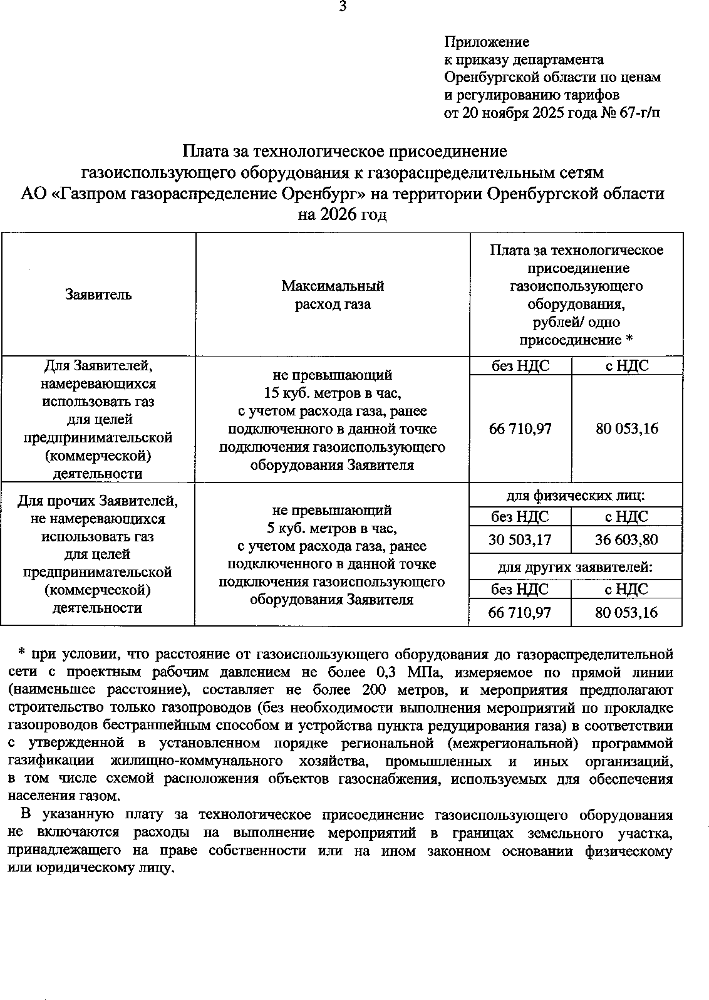 3
Приложение
к приказу департамента
Оренбургской области по ценам
и регулированию тарифов
от 20 ноября 2025 года № 67-г/п
Плата за технологическое присоединение
газоиспользующего оборудования к газораспределительным сетям
АО «Газпром газораспределение Оренбург» на территории Оренбургской области
на 2026 год
Заявитель
Максимальный
расход газа
Плата за технологическое
присоединение
газоиспользующего
оборудования,
рублей/ одно
присоединение *
Для Заявителей,
намеревающихся
использовать газ
для целей
предпринимательской
(коммерческой)
деятельности
не превышающий
15 куб. метров в час,
с учетом расхода газа, ранее
подключенного в данной точке
подключения газоиспользующего
оборудования Заявителя
без НДС
с НДС
66 710,97
80 053,16
Для прочих Заявителей,
не намеревающихся
использовать газ
для целей
предпринимательской
(коммерческой)
деятельности
не превышающий
5 куб. метров в час,
с учетом расхода газа, ранее
подключенного в данной точке
подключения газоиспользующего
оборудования Заявителя
для физических лиц:
без НДС
с НДС
30 503,17
36 603,80
для других заявителей:
без НДС
с НДС
66 710,97
80 053,16
* при условии, что расстояние от газоиспользующего оборудования до газораспределительной
сети с проектным рабочим давлением не более 0,3 МПа, измеряемое по прямой линии
(наименьшее расстояние), составляет не более 200 метров, и мероприятия предполагают
строительство только газопроводов (без необходимости выполнения мероприятий по прокладке
газопроводов бестраншейным способом и устройства пункта редуцирования газа) в соответствии
с утвержденной в установленном порядке региональной (межрегиональной) программой
газификации жилищно-коммунального хозяйства, промышленных и иных организаций,
в том числе схемой расположения объектов газоснабжения, используемых для обеспечения
населения газом.
В указанную плату за технологическое присоединение газоиспользующего оборудования
не включаются расходы на выполнение мероприятий в границах земельного участка,
принадлежащего на праве собственности или на ином законном основании физическому
или юридическому лицу.